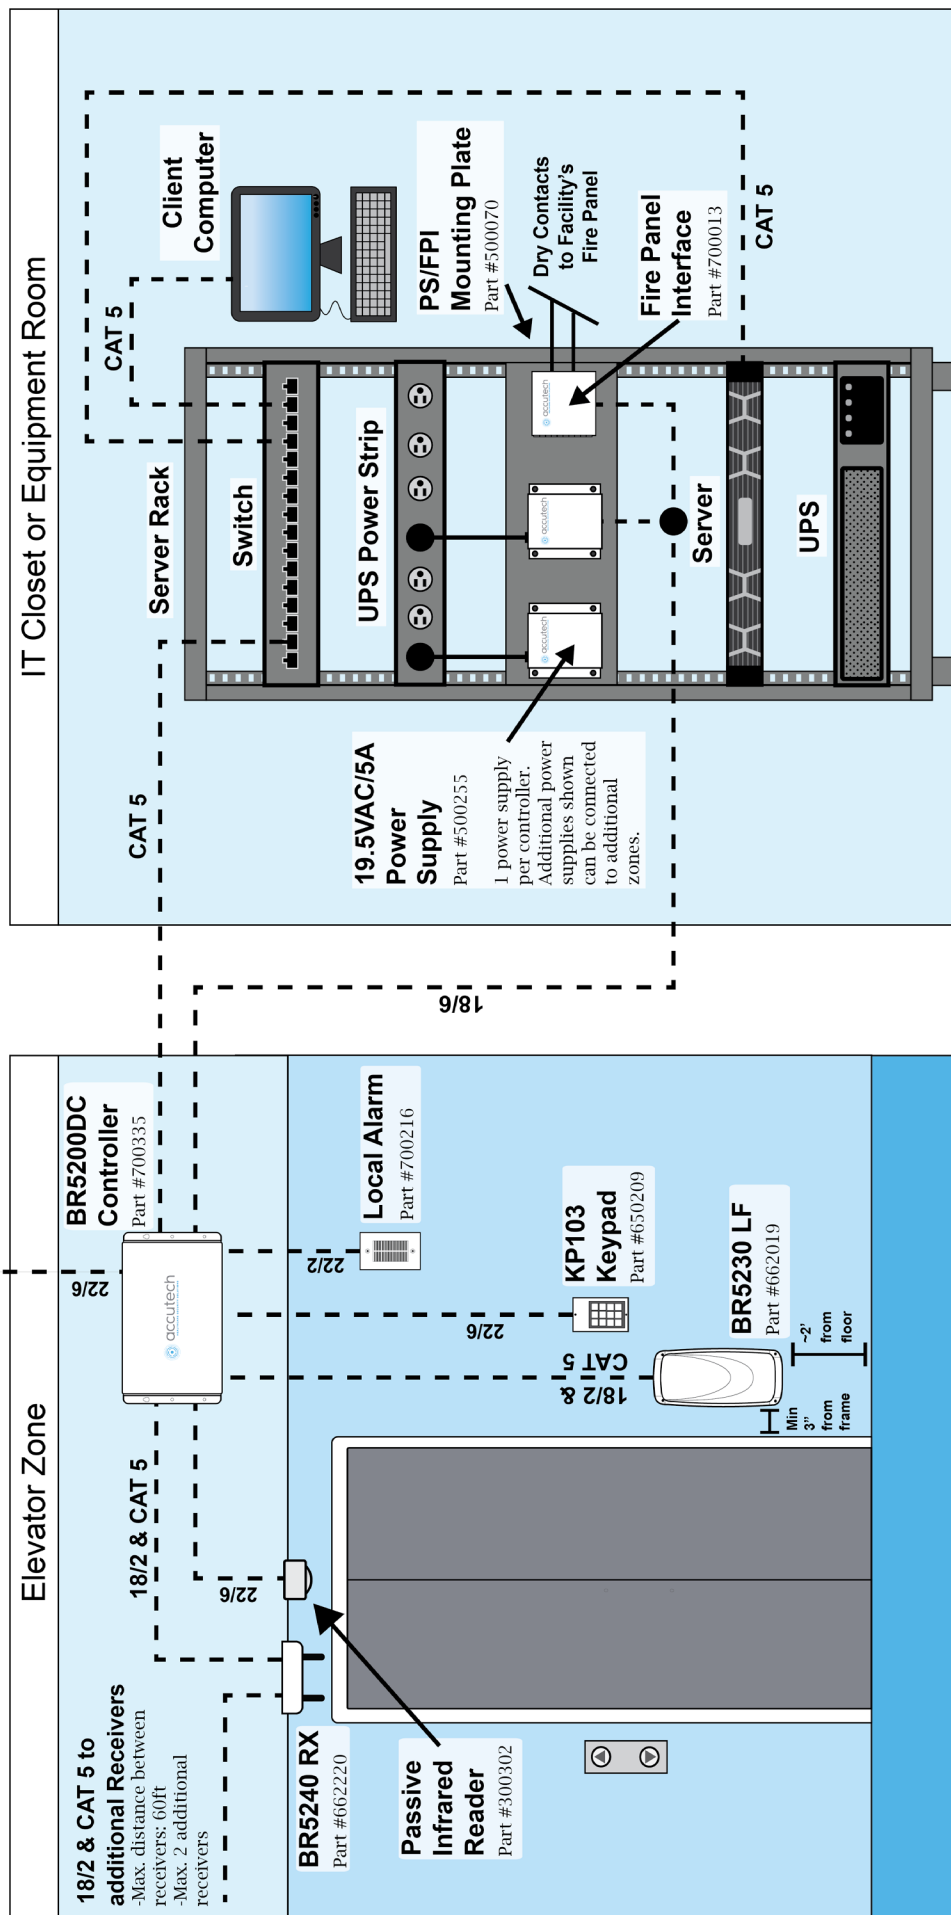 Elevator Zone
18/2 & CAT 5 to
additional Receivers
-Max. distance between
receivers: 60ft
-Max. 2 additional
receivers
18/2 & CAT 5
22/6
BR5240 RX
Part #662220
Passive
Infrared
Reader
Part #300302
accutech
22/6
BR5200DC
Controller
Part #700335
22/2
Local Alarm
Part #700216
22/6
KP103
Keypad
Part #650209
18/2 &
CAT 5
BR5230 LF
Part #662019
Min
3"
from
frame
~2'
from
floor
18/6
CAT 5
IT Closet or Equipment Room
Server Rack
Switch
CAT 5
Client
Computer
UPS Power Strip
19.5VAC/5A
Power
Supply
Part #500255
1 power supply
per controller.
Additional power
supplies shown
can be connected
to additional
zones.
accutech
accutech
accutech
PS/FPI
Mounting Plate
Part #500070
Dry Contacts
to Facility's
Fire Panel
Fire Panel
Interface
Part #700013
Server
CAT 5
UPS